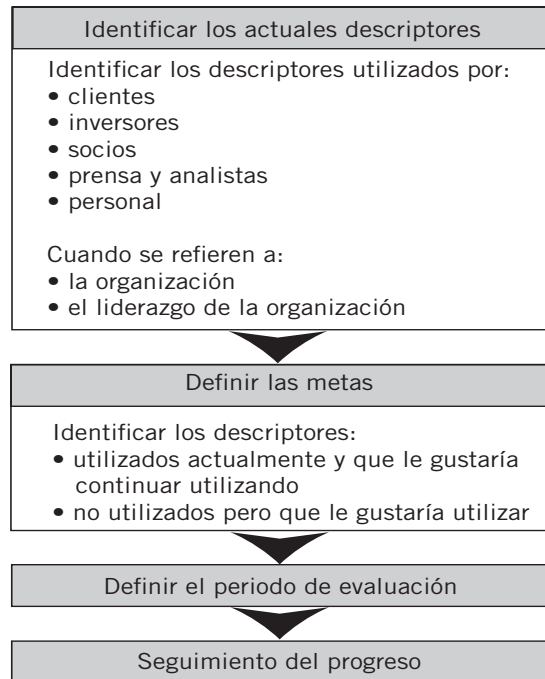 Identificar los actuales descriptores
Identificar los descriptores utilizados por:
• clientes
• inversores
• socios
• prensa y analistas
• personal
Cuando se refieren a:
• la organización
• el liderazgo de la organización
Definir las metas
Identificar los descriptores:
• utilizados actualmente y que le gustaría
continuar utilizando
• no utilizados pero que le gustaría utilizar
Definir el periodo de evaluación
Seguimiento del progreso